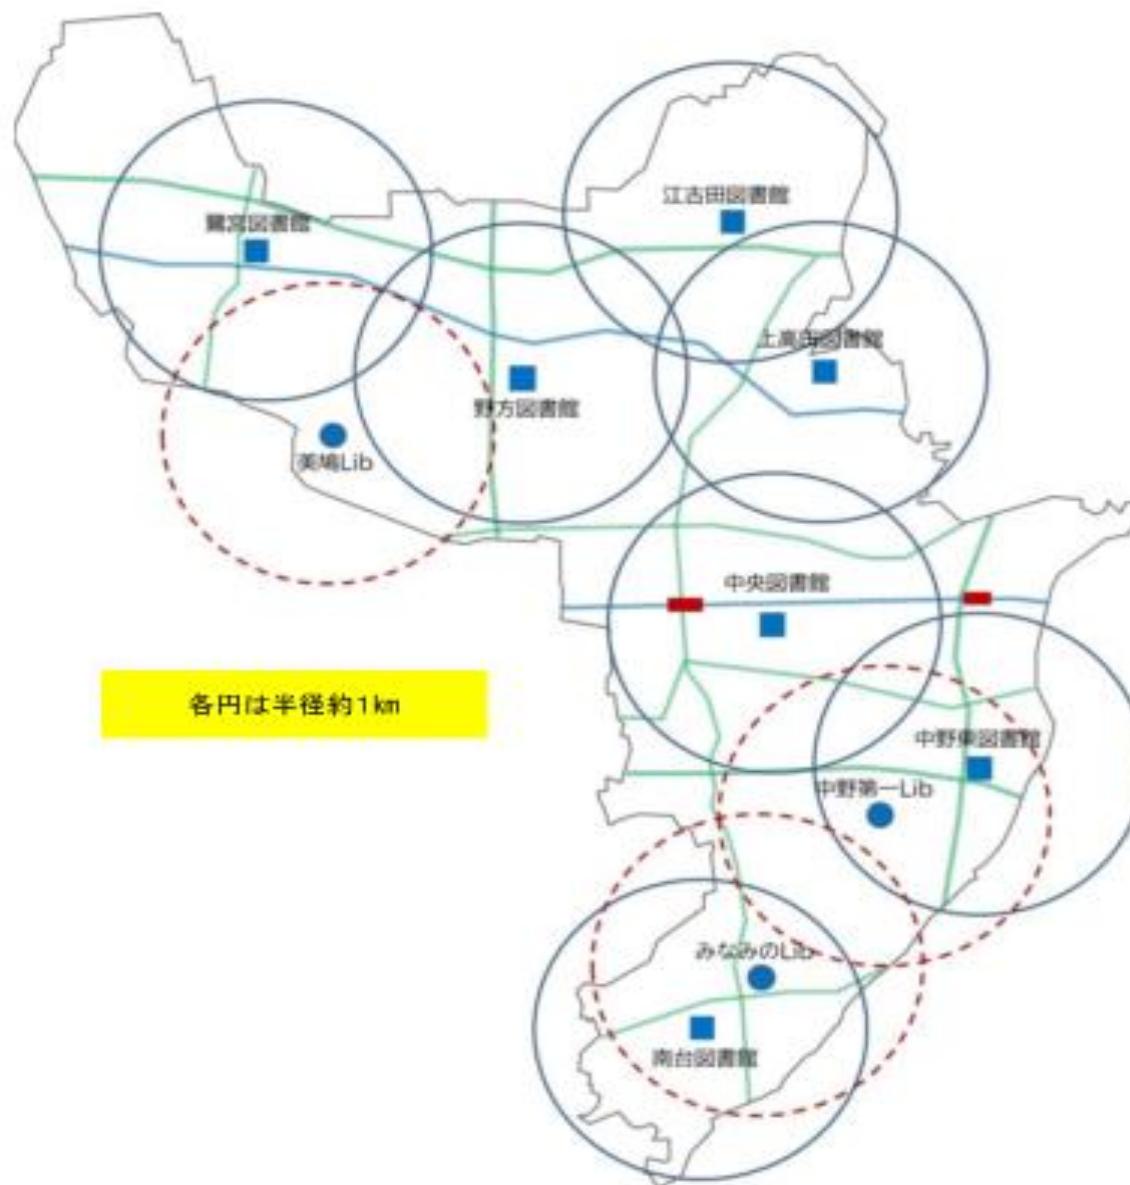 江古田図書館
鷺宮図書館
上高田図書館
野方図書館
美鳩Lib
中央図書館
各円は半径約1km
中野東図書館
中野第一Lib
みなみのLib
南台図書館